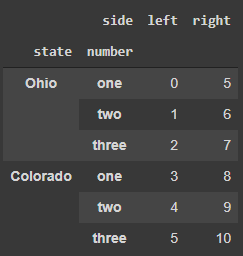 side left right
state number
Ohio one 0 5
two 1 6
three 2 7
Colorado one 3 8
two 4 9
three 5 10